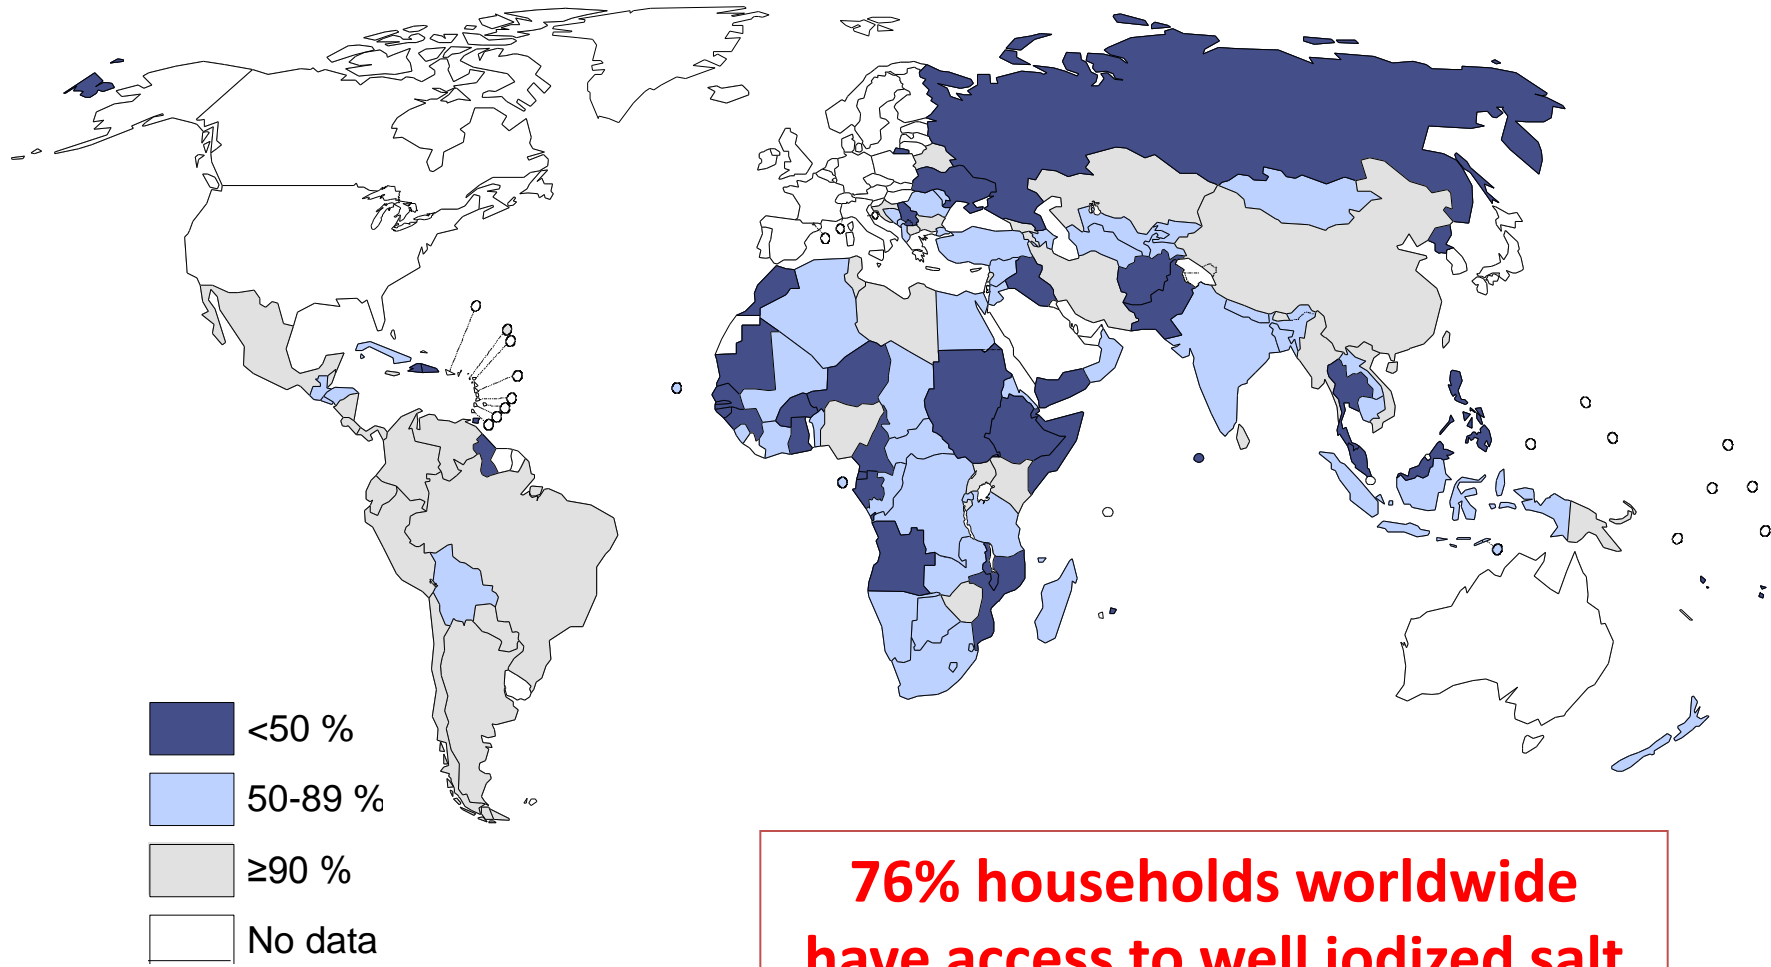 <50 %
50-89 %
≥90 %
No data
76% households worldwide
have access to well iodized salt